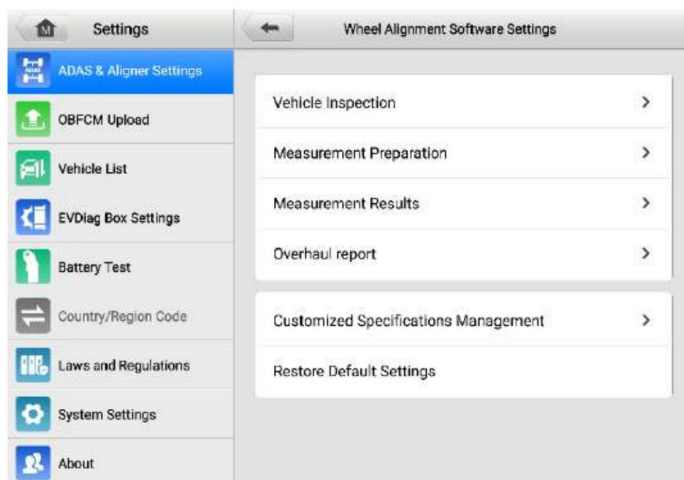 M
Settings
Wheel Alignment Software Settings
ADAS
ADAS & Aligner Settings
OBFCM Upload
Vehicle List
EVDiag Box Settings
Battery Test
Country/Region Code
Laws and Regulations
System Settings
About
Vehicle Inspection
Measurement Preparation
Measurement Results
Overhaul report
Customized Specifications Management
Restore Default Settings